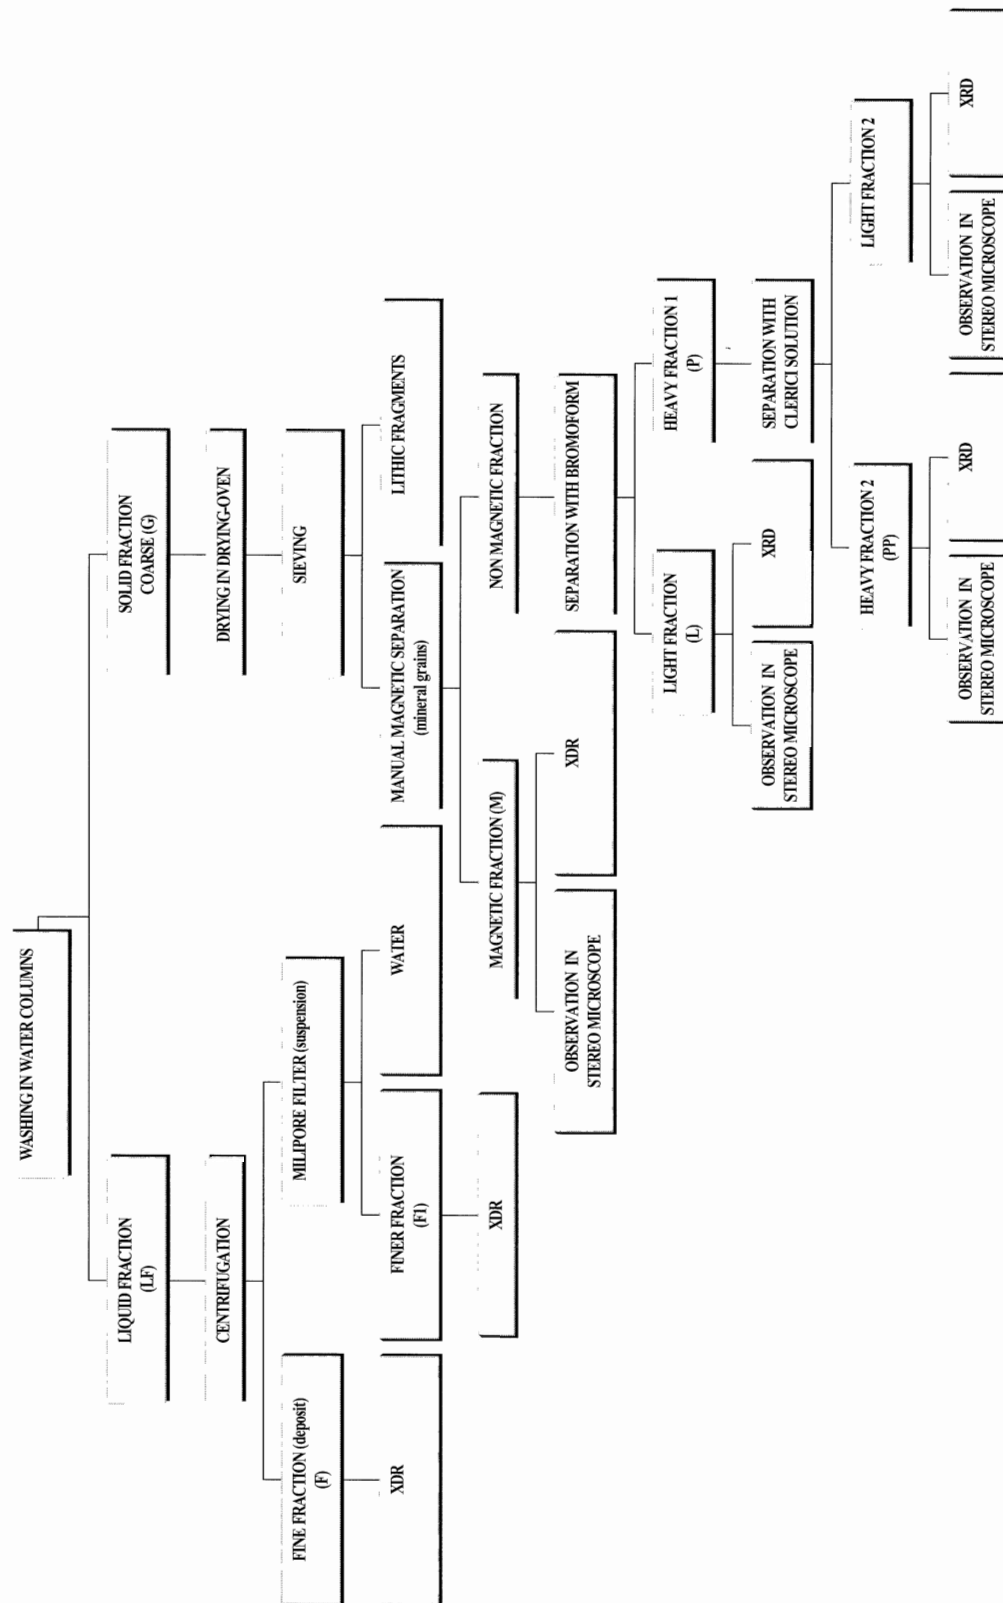 WASHING IN WATER COLUMNS
LIQUID FRACTION
(LF)
SOLID FRACTION
COARSE (G)
CENTRIFUGATION
DRYING IN DRYING-OVEN
FINE FRACTION (deposit)
(F)
MILIPORE FILTER (suspension)
SIEVING
XDR
FINER FRACTION
(F1)
WATER
MANUAL MAGNETIC SEPARATION
(mineral grains)
LITHIC FRAGMENTS
XDR
MAGNETIC FRACTION (M)
NON MAGNETIC FRACTION
OBSERVATION IN
STEREO MICROSCOPE
XDR
SEPARATION WITH BROMOFORM
LIGHT FRACTION
(L)
HEAVY FRACTION 1
(P)
OBSERVATION IN
STEREO MICROSCOPE
XRD
SEPARATION WITH
CLERICI SOLUTION
HEAVY FRACTION 2
(PP)
LIGHT FRACTION 2
OBSERVATION IN
STEREO MICROSCOPE
XRD
OBSERVATION IN
STEREO MICROSCOPE
XRD